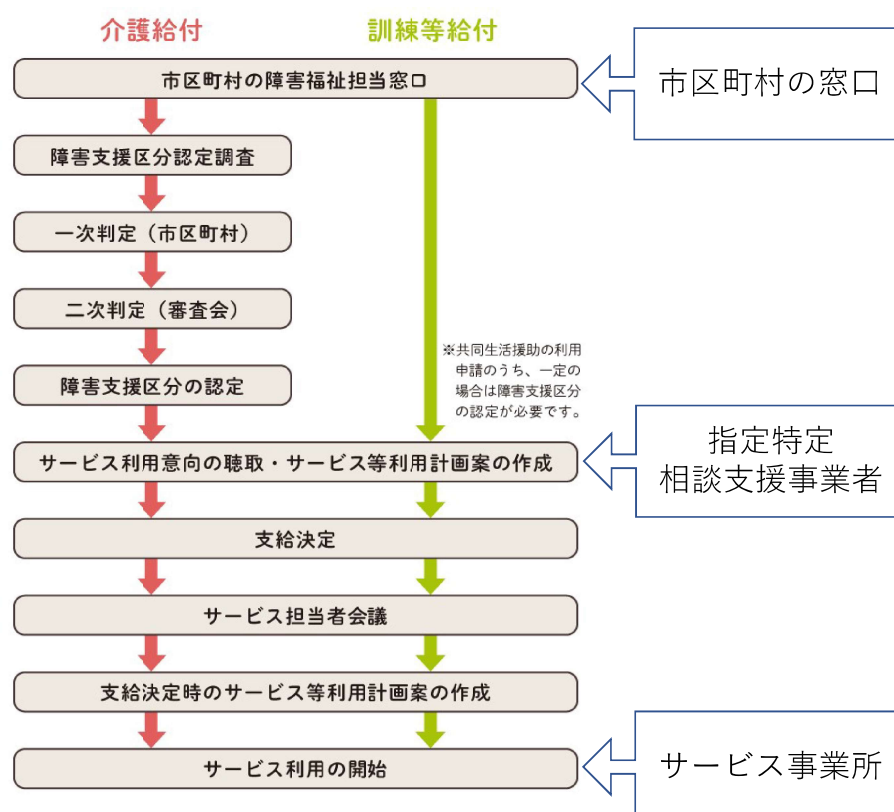 介護給付
訓練等給付
市区町村の障害福祉担当窓口
市区町村の窓口
障害支援区分認定調査
一次判定（市区町村）
二次判定（審査会）
障害支援区分の認定
※共同生活援助の利用
申請のうち、一定の
場合は障害支援区分
の認定が必要です。
サービス利用意向の聴取・サービス等利用計画案の作成
指定特定
相談支援事業者
支給決定
サービス担当者会議
支給決定時のサービス等利用計画案の作成
サービス利用の開始
サービス事業所